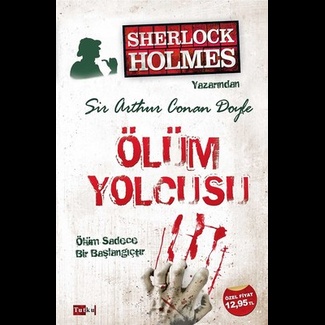 SHERLOCK
HOLMES
Yazarından
Sir Arthur Conan Doyle
ÖLÜM
YOLCUSU
Ölüm Sadece
Bir Başlangıçtır
ÖZEL FİYAT
12,95 TL
Tutku